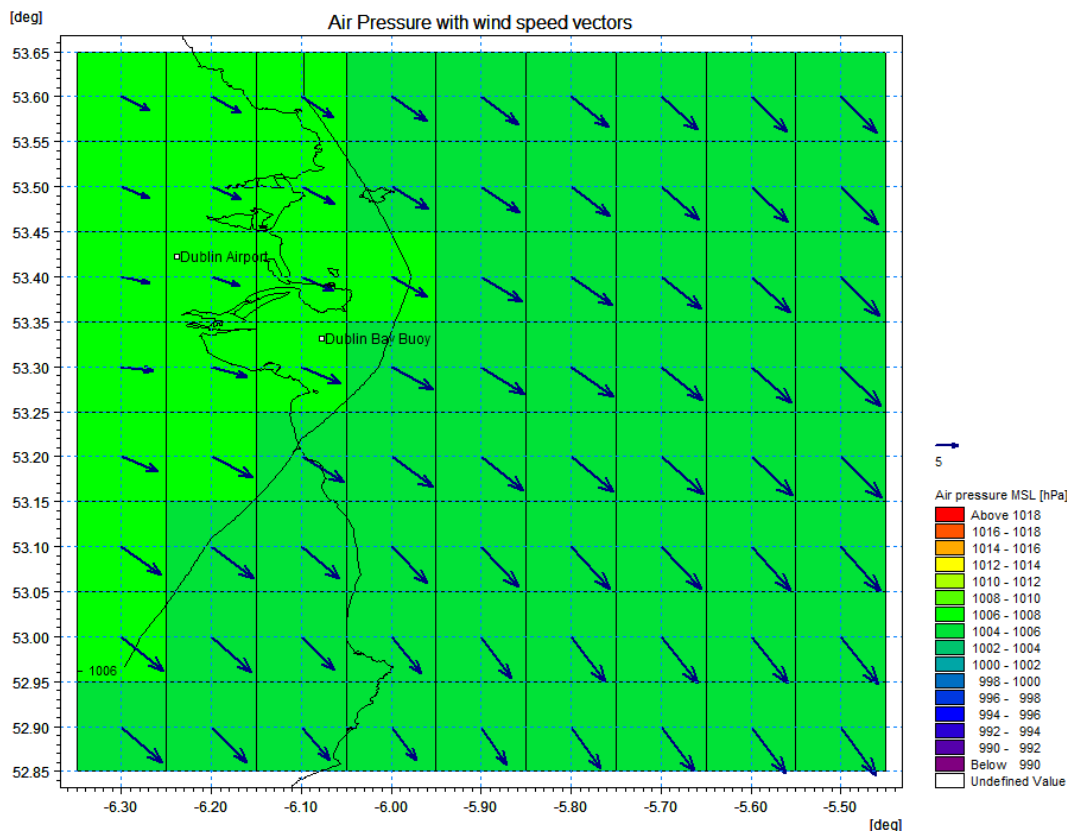 [deg]
Air Pressure with wind speed vectors
53.65
53.60
53.55
53.50
53.45
Dublin Airport
53.40
53.35
Dublin Bay Buoy
53.30
53.25
53.20
5
53.15
Air pressure MSL [hPa]
Above 1018
1016 - 1018
1014 - 1016
53.10
1012 - 1014
1010 - 1012
1008 - 1010
53.05
1006 - 1008
1004 - 1006
53.00
1002 - 1004
1000 - 1002
1006
998 - 1000
52.95
996 - 998
994 - 996
52.90
992 - 994
990 - 992
Below 990
52.85
Undefined Value
-6.30 -6.20 -6.10 -6.00 -5.90 -5.80 -5.70 -5.60 -5.50
[deg]